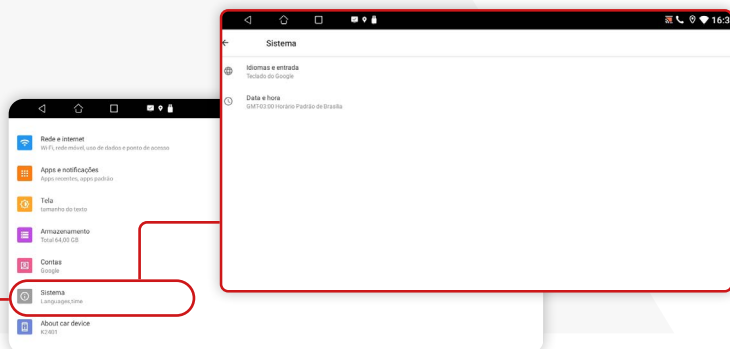 16:3
Sistema
Idiomas e entrada
Teclado do Google
Data e hora
GMT-03:00 Horário Padrão de Brasília
Rede e internet
Wi-Fi, rede móvel, uso de dados e ponto de acesso
Apps e notificações
Apps recentes, apps padrão
Tela
tamanho do texto
Armazenamento
Total 64,00 GB
Contas
Google
Sistema
Languages,time
About car device
K2401